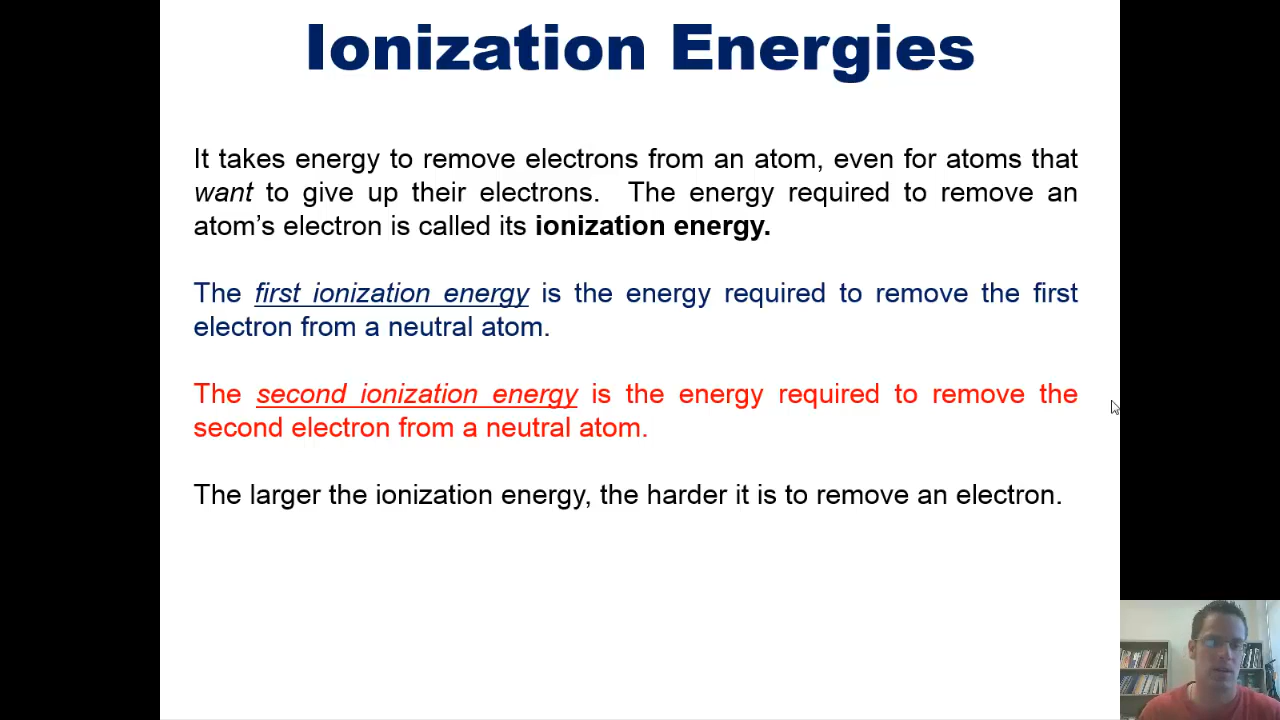 Ionization Energies
It takes energy to remove electrons from an atom, even for atoms that
want to give up their electrons. The energy required to remove an
atom’s electron is called its ionization energy.
The first ionization energy is the energy required to remove the first
electron from a neutral atom.
The second ionization energy is the energy required to remove the
second electron from a neutral atom.
The larger the ionization energy, the harder it is to remove an electron.